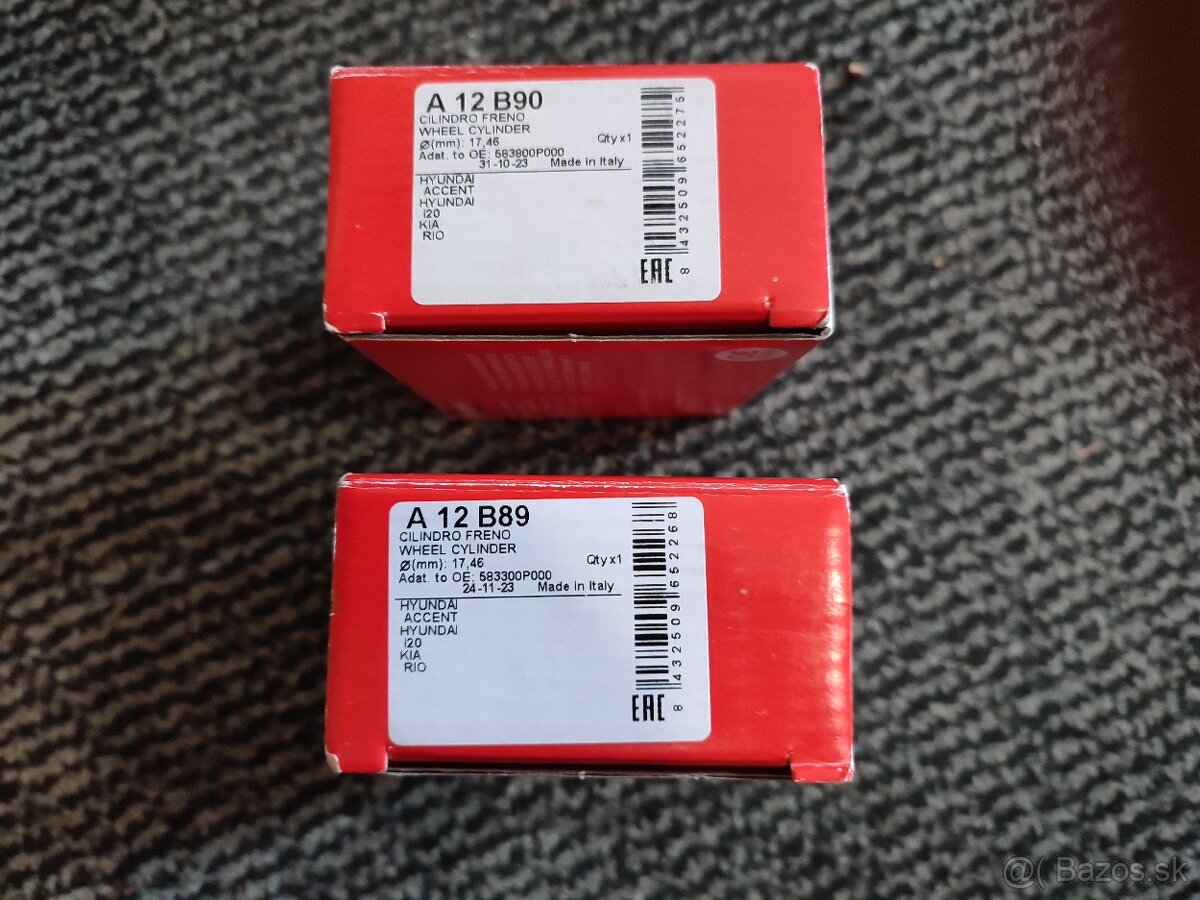 A 12 B90
CILINDRO FRENO
WHEEL CYLINDER
Ø(mm): 17,46 Qty x1
Adat. to OE: 583800P000
31-10-23 Made in Italy
HYUNDAI
ACCENT
HYUNDAI
i20
KIA
RIO
8 432509 652275
EAC
A 12 B89
CILINDRO FRENO
WHEEL CYLINDER
Ø(mm): 17,46 Qty x1
Adat. to OE: 583300P000
24-11-23 Made in Italy
HYUNDAI
ACCENT
HYUNDAI
i20
KIA
RIO
8 432509 652268
EAC
@( Bazos.sk